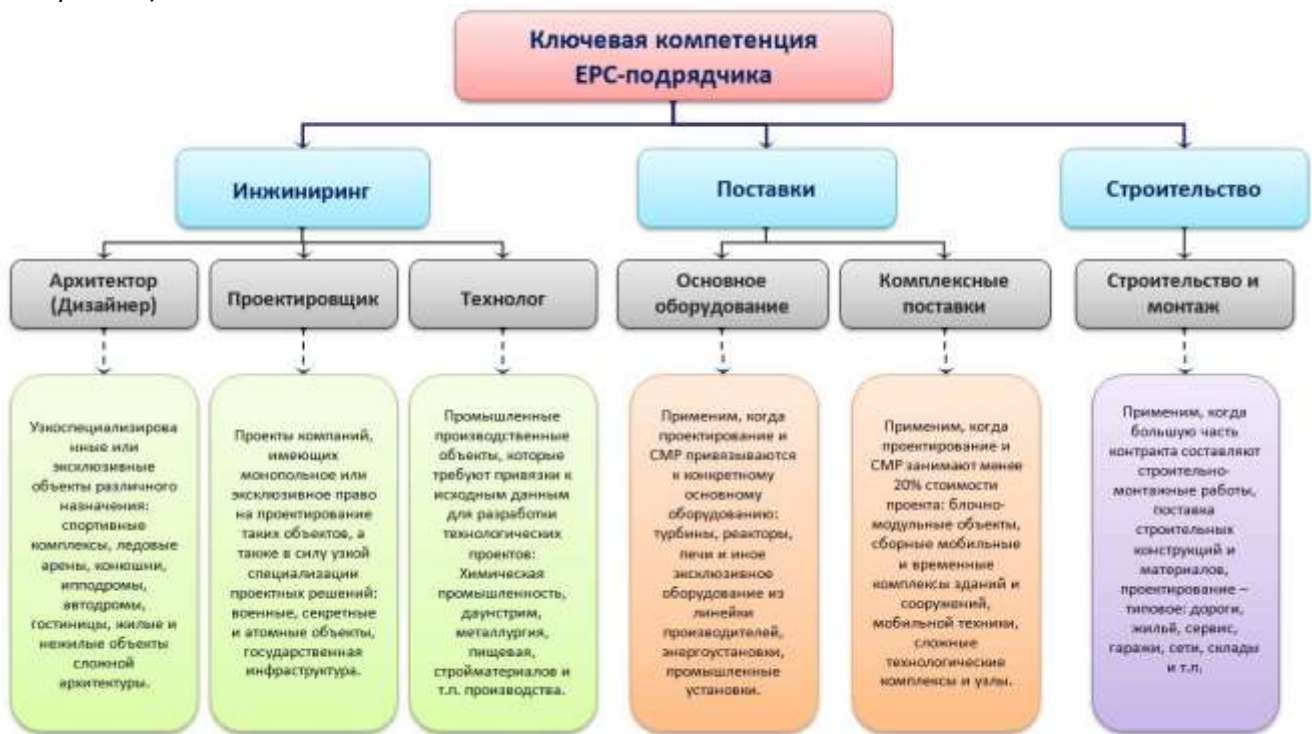 Ключевая компетенция
EPC-подрядчика
Инжиниринг
Поставки
Строительство
Архитектор
(Дизайнер)
Проектировщик
Технолог
Основное
оборудование
Комплексные
поставки
Строительство и
монтаж
Узкоспециализирова
нные или
эксклюзивные
объекты различного
назначения:
спортивные
комплексы, ледовые
арены, конюшни,
ипподромы,
автодромы,
гостиницы, жилые и
нежилые объекты
сложной
архитектуры.
Проекты компаний,
имеющих
монопольное или
эксклюзивное право
на проектирование
таких объектов, а
также в силу узкой
специализации
проектных решений:
военные, секретные
и атомные объекты,
государственная
инфраструктура.
Промышленные
производственные
объекты, которые
требуют привязки к
исходным данным
для разработки
технологических
проектов:
Химическая
промышленность,
даунстрим,
металлургия,
пищевая,
стройматериалов и
т.п. производства.
Применим, когда
проектирование и
СМР привязываются
к конкретному
основному
оборудованию:
турбины, реакторы,
печи и иное
эксклюзивное
оборудование из
линейки
производителей,
энергоустановки,
промышленные
установки.
Применим, когда
проектирование и
СМР занимают менее
20% стоимости
проекта: блочно-
модульные объекты,
сборные мобильные
и временные
комплексы зданий и
сооружений,
мобильной техники,
сложные
технологические
комплексы и узлы.
Применим, когда
большую часть
контракта составляют
строительно-
монтажные работы,
поставка
строительных
конструкций и
материалов,
проектирование –
типовое: дороги,
жильё, сервис,
гаражи, сети, склады
и т.п.